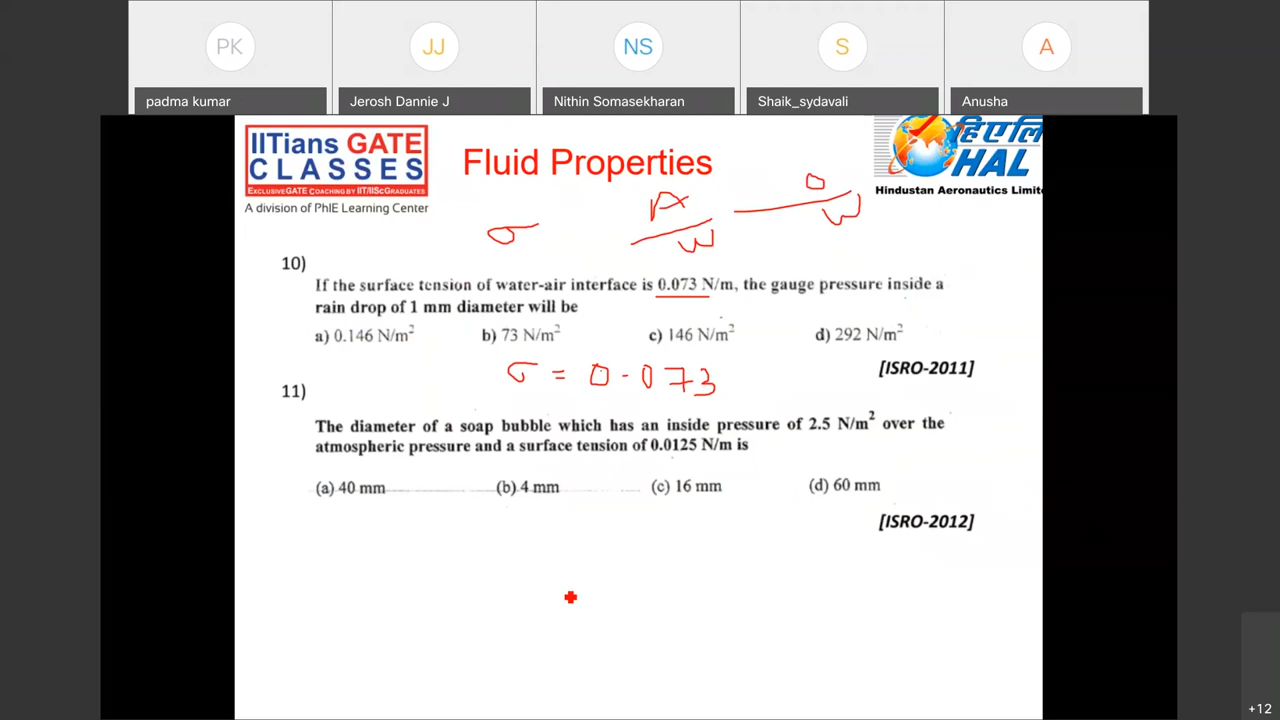 PK
JJ
NS
S
A
padma kumar
Jerosh Dannie J
Nithin Somasekharan
Shaik_sydavali
Anusha
IITians GATE
CLASSES
EXCLUSIVE GATE COACHING BY IIT/IISc GRADUATES
A division of PhIE Learning Center
Fluid Properties
हिएलि
HAL
Hindustan Aeronautics Limite
σ
A
W
O
W
10)
If the surface tension of water-air interface is 0.073 N/m, the gauge pressure inside a
rain drop of 1 mm diameter will be
a) 0.146 N/m² b) 73 N/m² c) 146 N/m² d) 292 N/m²
[ISRO-2011]
σ = 0.073
11)
The diameter of a soap bubble which has an inside pressure of 2.5 N/m² over the
atmospheric pressure and a surface tension of 0.0125 N/m is
(a) 40 mm (b) 4 mm (c) 16 mm (d) 60 mm
[ISRO-2012]
+12